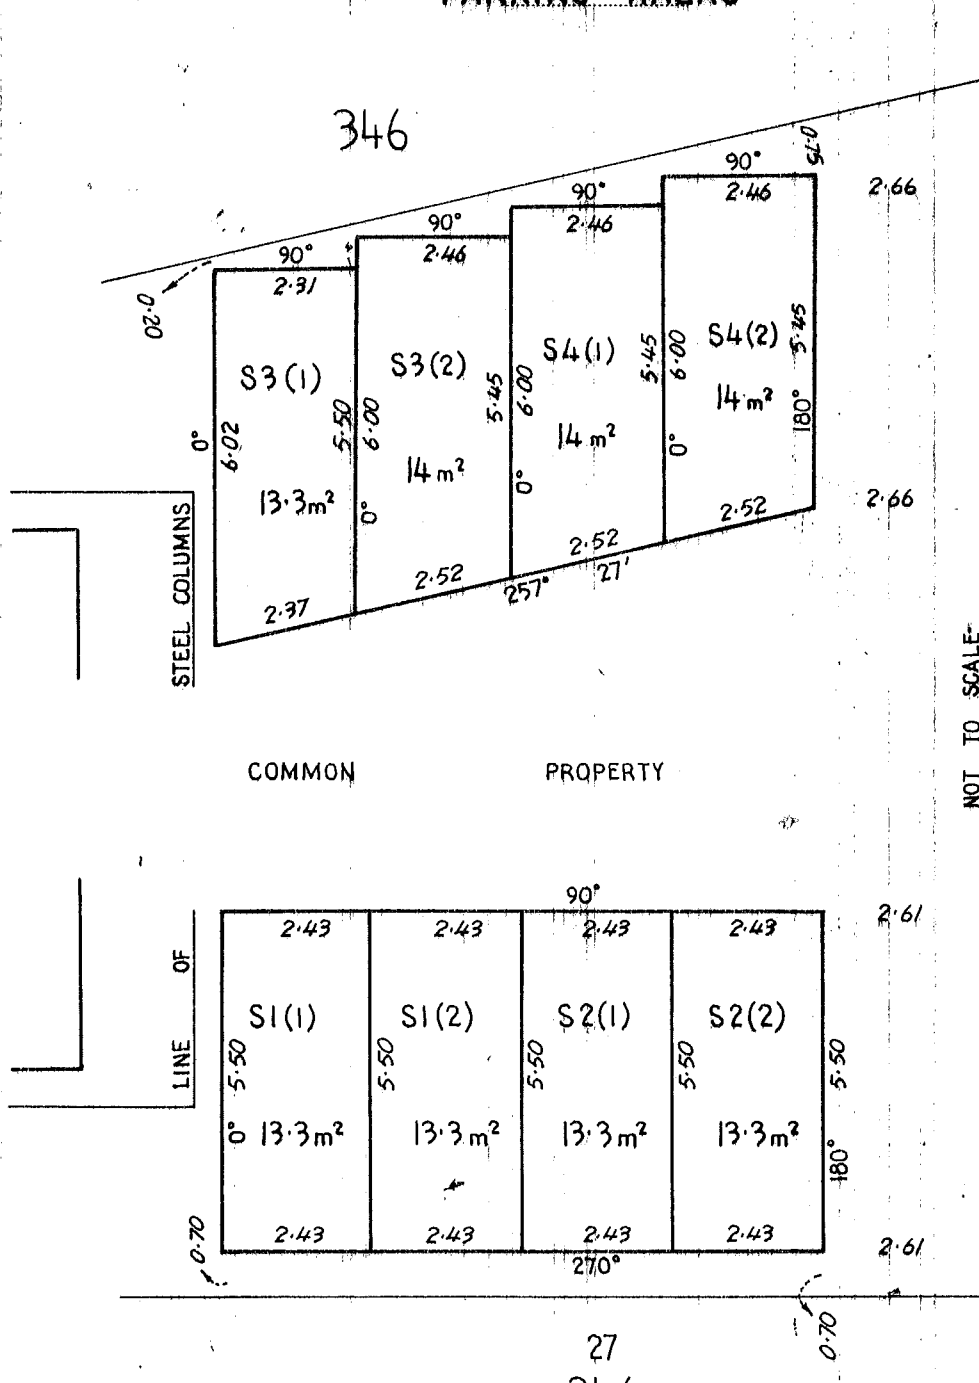 PARKING AREAS
346
0·75
90°
2·46
2·66
90°
2·46
90°
2·46
90°
2·31
0·20
S3(1)
S3(2)
S4(1)
S4(2)
0°
6·02
5·50
6·00
0°
5·45
6·00
0°
5·45
6·00
0°
5·45
180°
13·3m²
14m²
14m²
14m²
2·66
2·37
2·52
2·52
2·52
257° 27'
STEEL COLUMNS
NOT TO SCALE
COMMON PROPERTY
90°
2·43
2·43
2·43
2·43
2·61
LINE OF
S1(1)
S1(2)
S2(1)
S2(2)
5·50
5·50
5·50
5·50
5·50
0°
13·3m²
13·3m²
13·3m²
13·3m²
180°
2·43
2·43
2·43
2·43
2·61
0·70
270°
0·70
27